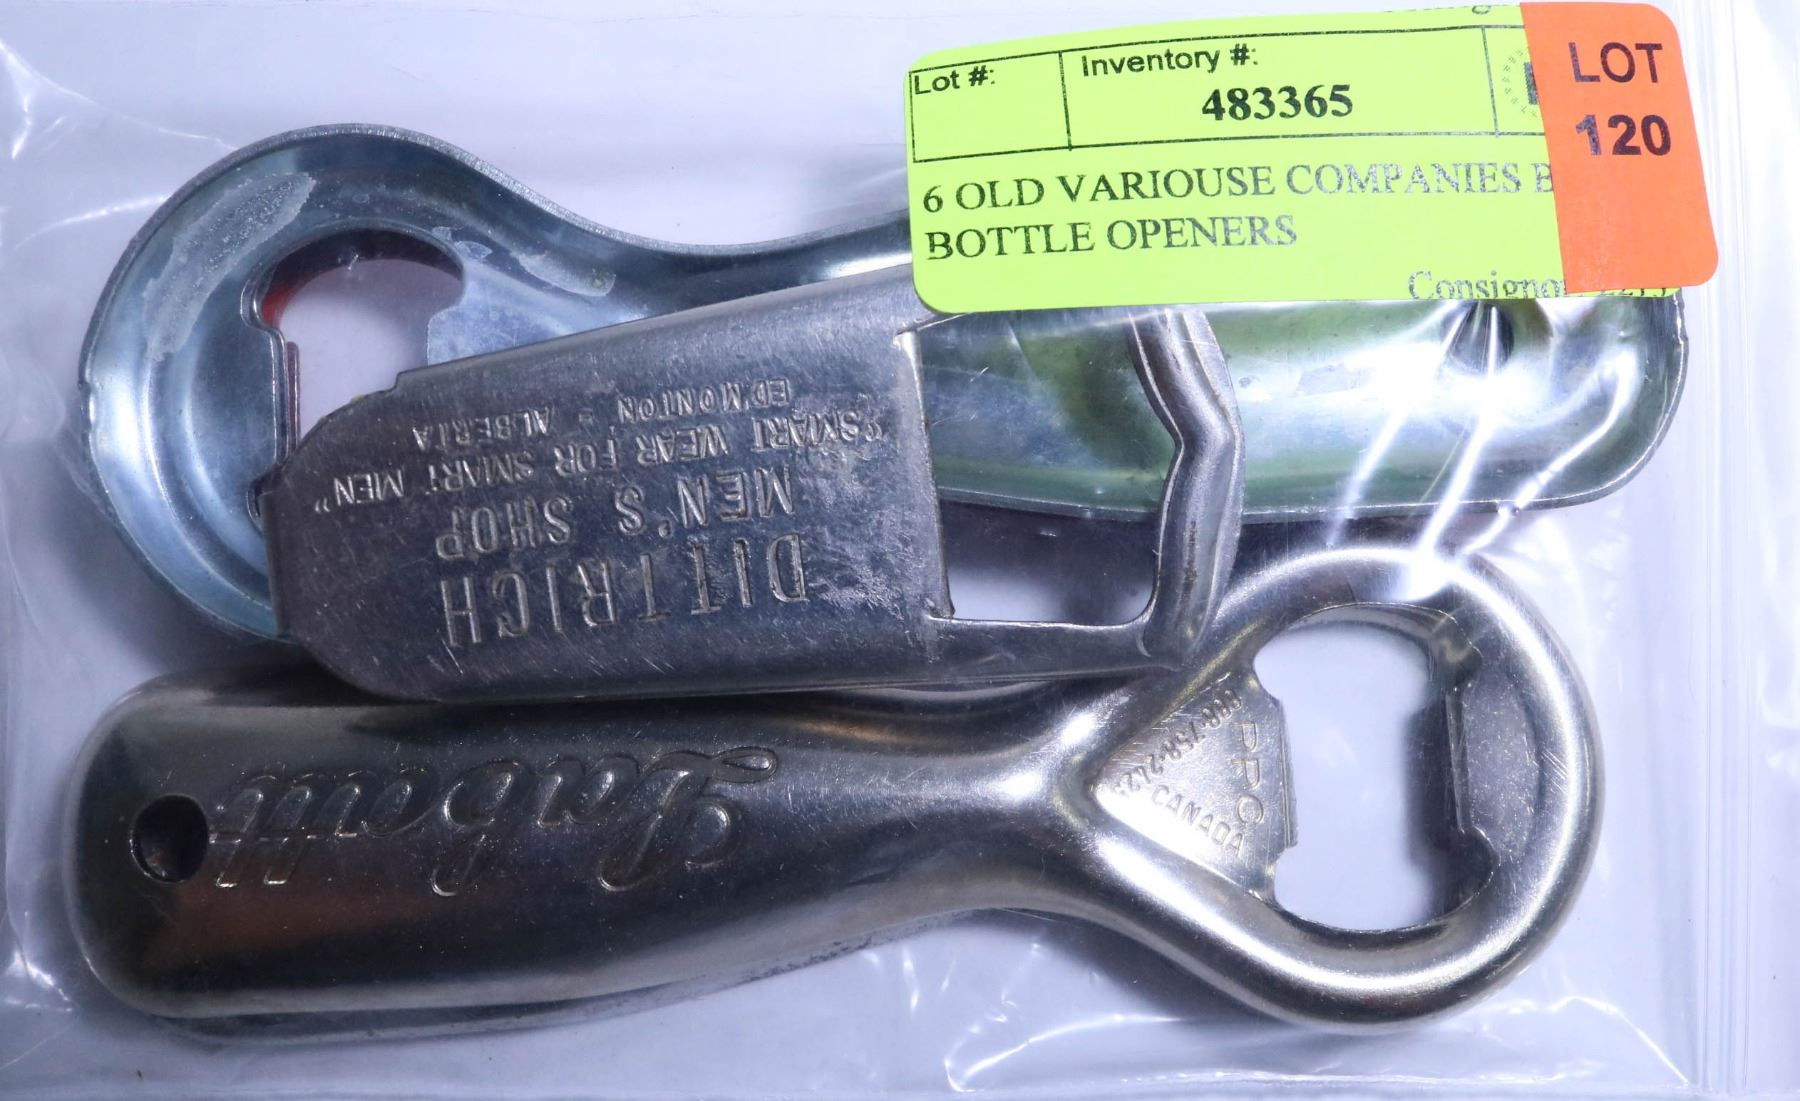 Lot #:
Inventory #:
483365
LOT
120
6 OLD VARIOUSE COMPANIES B
BOTTLE OPENERS
DITTRICH
MEN'S SHOP
"SMART WEAR FOR SMART MEN"
EDMONTON - ALBERTA
Labatt
PPC
CANADA